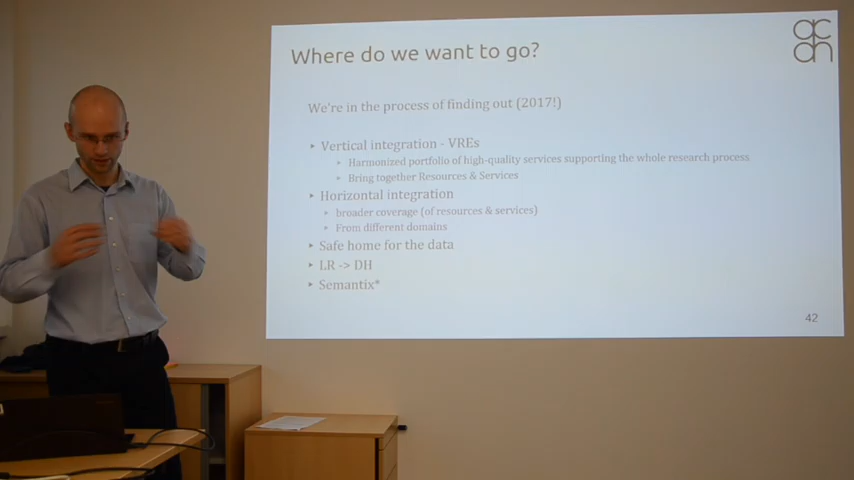 Where do we want to go?
ac
dh
We're in the process of finding out (2017!)
Vertical integration - VREs
Harmonized portfolio of high-quality services supporting the whole research process
Bring together Resources & Services
Horizontal integration
broader coverage (of resources & services)
From different domains
Safe home for the data
LR -> DH
Semantix*
42